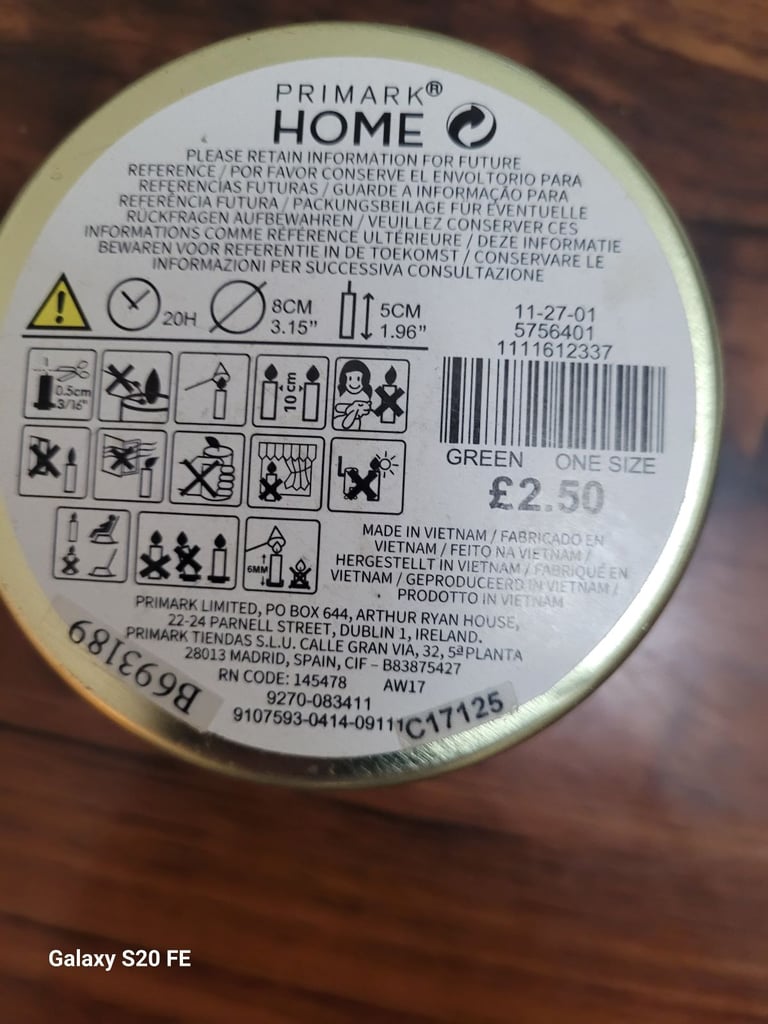 PRIMARK®
HOME
PLEASE RETAIN INFORMATION FOR FUTURE
REFERENCE / POR FAVOR CONSERVE EL ENVOLTORIO PARA
REFERENCIAS FUTURAS / GUARDE A INFORMAÇÃO PARA
REFERÊNCIA FUTURA / PACKUNGSBEILAGE FÜR EVENTUELLE
RÜCKFRAGEN AUFBEWAHREN / VEUILLEZ CONSERVER CES
INFORMATIONS COMME RÉFÉRENCE ULTÉRIEURE / DEZE INFORMATIE
BEWAREN VOOR REFERENTIE IN DE TOEKOMST / CONSERVARE LE
INFORMAZIONI PER SUCCESSIVA CONSULTAZIONE
20H
8CM
3.15"
5CM
1.96"
11-27-01
5756401
1111612337
0.5cm
3/16"
10 cm
GREEN ONE SIZE
£2.50
6MM
MADE IN VIETNAM / FABRICADO EN
VIETNAM / FEITO NA VIETNAM /
HERGESTELLT IN VIETNAM / FABRIQUÉ EN
VIETNAM / GEPRODUCEERD IN VIETNAM /
PRODOTTO IN VIETNAM
PRIMARK LIMITED, PO BOX 644, ARTHUR RYAN HOUSE,
22-24 PARNELL STREET, DUBLIN 1, IRELAND.
PRIMARK TIENDAS S.L.U. CALLE GRAN VIA, 32, 5ªPLANTA
28013 MADRID, SPAIN, CIF – B83875427
RN CODE: 145478 AW17
9270-083411
9107593-0414-09111
B693189
C17125
Galaxy S20 FE